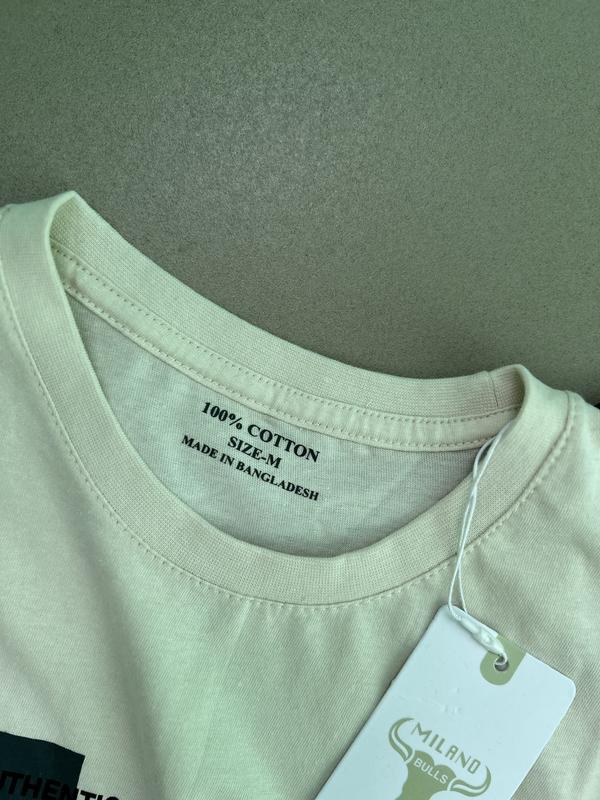 100% COTTON
SIZE-M
MADE IN BANGLADESH
MILANO
BULLS